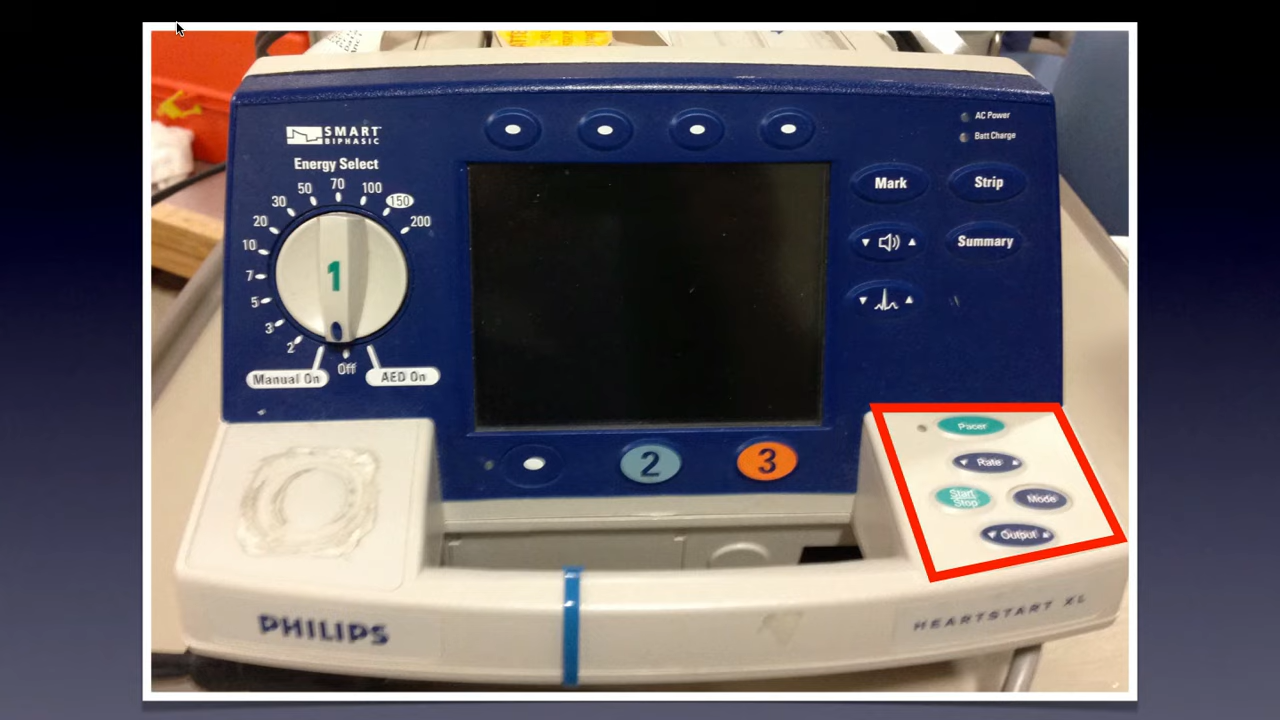 SMART
BIPHASIC
Energy Select
2
3
5
7
10
20
30
50
70
100
150
200
1
Manual On
Off
AED On
AC Power
Batt Charge
Mark
Strip
Summary
2
3
Pacer
Rate
Start
Stop
Mode
Output
PHILIPS
HEARTSTART XL